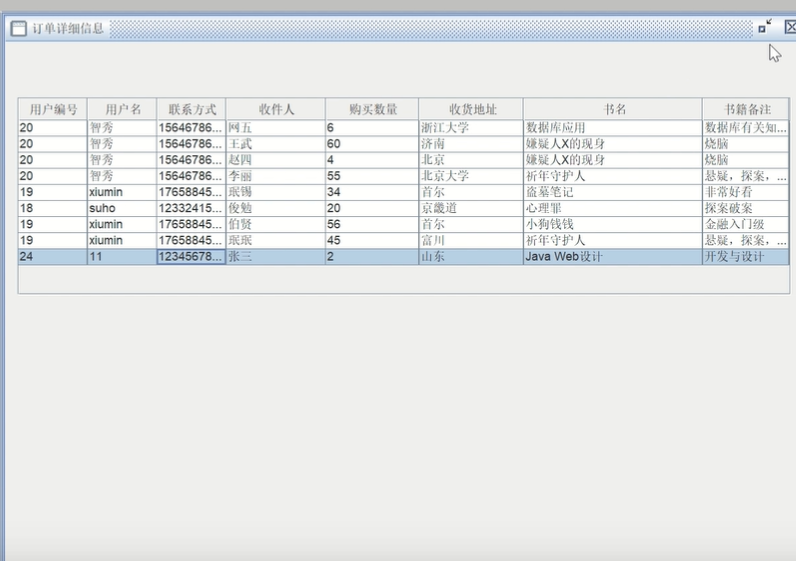 订单详细信息
用户编号 用户名 联系方式 收件人 购买数量 收货地址 书名 书籍备注
20 智秀 15646786... 网五 6 浙江大学 数据库应用 数据库有关知...
20 智秀 15646786... 王武 60 济南 嫌疑人X的现身 烧脑
20 智秀 15646786... 赵四 4 北京 嫌疑人X的现身 烧脑
20 智秀 15646786... 李丽 55 北京大学 祈年守护人 悬疑，探案，...
19 xiumin 17658845... 珉锡 34 首尔 盗墓笔记 非常好看
18 suho 12332415... 俊勉 20 京畿道 心理罪 探案破案
19 xiumin 17658845... 伯贤 56 首尔 小狗钱钱 金融入门级
19 xiumin 17658845... 珉珉 45 富川 祈年守护人 悬疑，探案，...
24 11 12345678... 张三 2 山东 Java Web设计 开发与设计